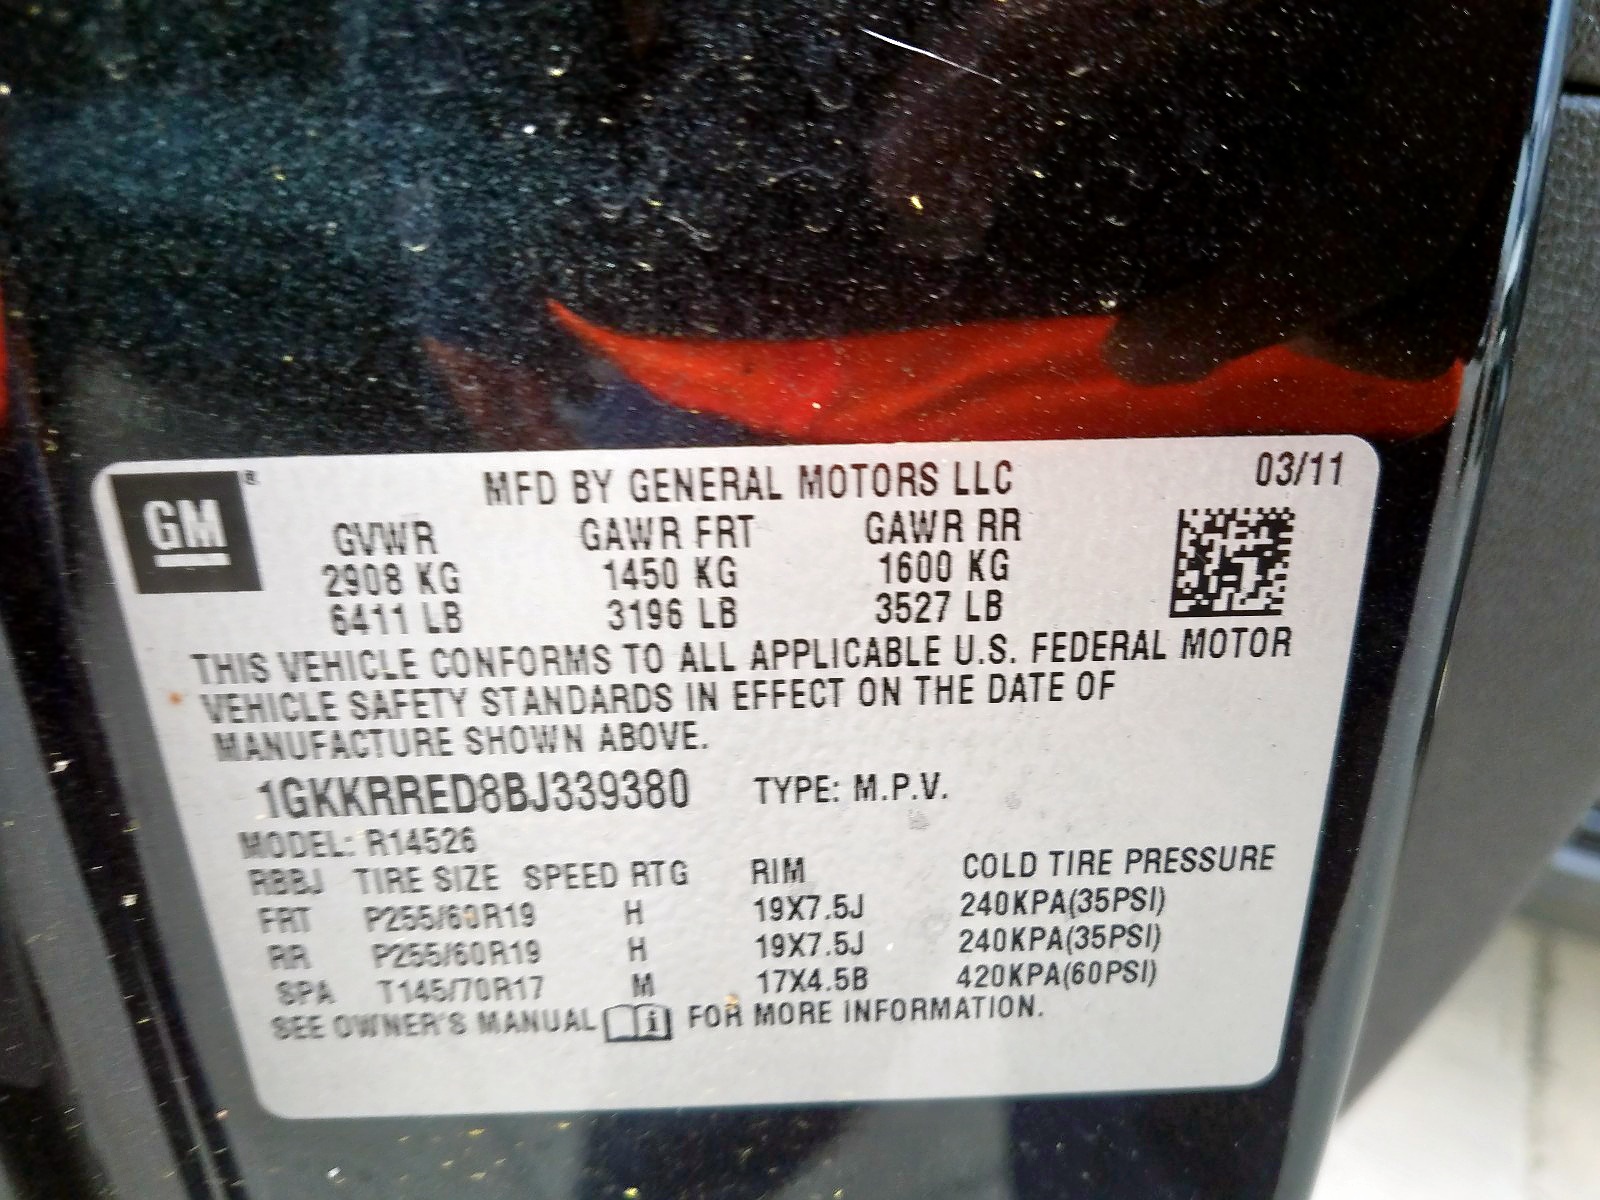 GM ®
MFD BY GENERAL MOTORS LLC 03/11
GVWR GAWR FRT GAWR RR
2908 KG 1450 KG 1600 KG
6411 LB 3196 LB 3527 LB
THIS VEHICLE CONFORMS TO ALL APPLICABLE U.S. FEDERAL MOTOR
VEHICLE SAFETY STANDARDS IN EFFECT ON THE DATE OF
MANUFACTURE SHOWN ABOVE.
1GKKRRED8BJ339380 TYPE: M.P.V.
MODEL: R14526
RBBJ TIRE SIZE SPEED RTG RIM COLD TIRE PRESSURE
FRT P255/60R19 H 19X7.5J 240KPA(35PSI)
RR P255/60R19 H 19X7.5J 240KPA(35PSI)
SPA T145/70R17 M 17X4.5B 420KPA(60PSI)
SEE OWNER'S MANUAL i FOR MORE INFORMATION.